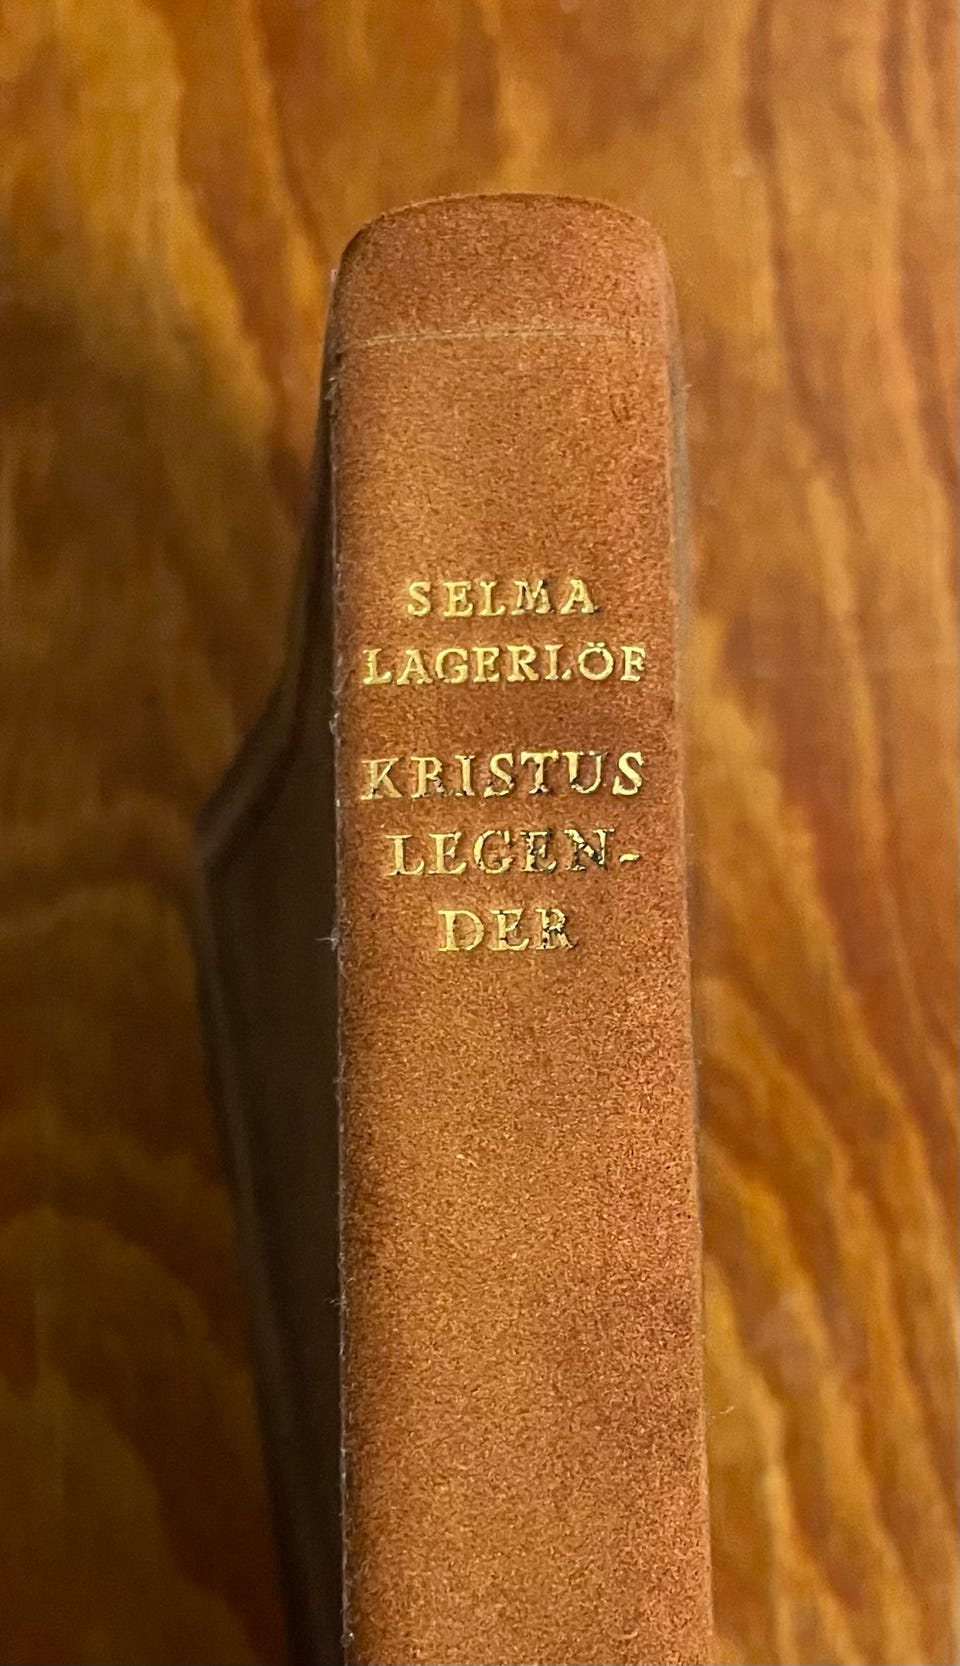 SELMA
LAGERLÖF
KRISTUS
LEGEN-
DER